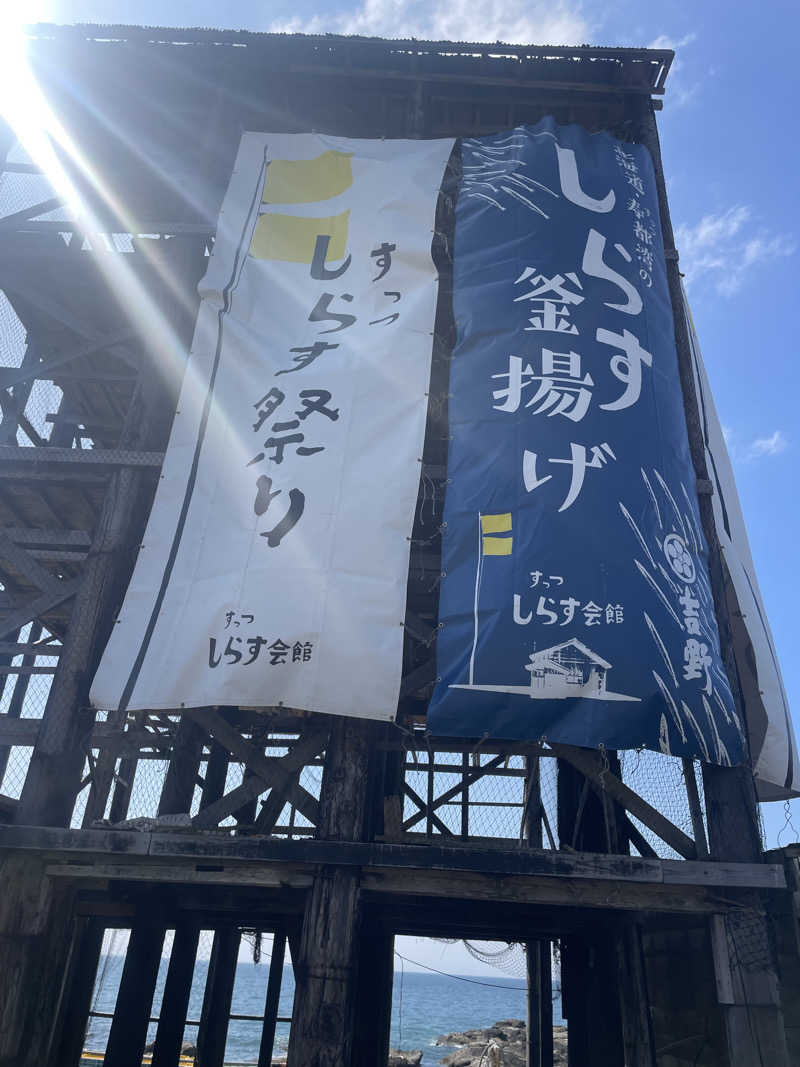 北海道・寿都湾の
しらす
釜揚げ
吉野
すっつ
しらす会館
すっつ
しらす祭り
すっつ
しらす会館